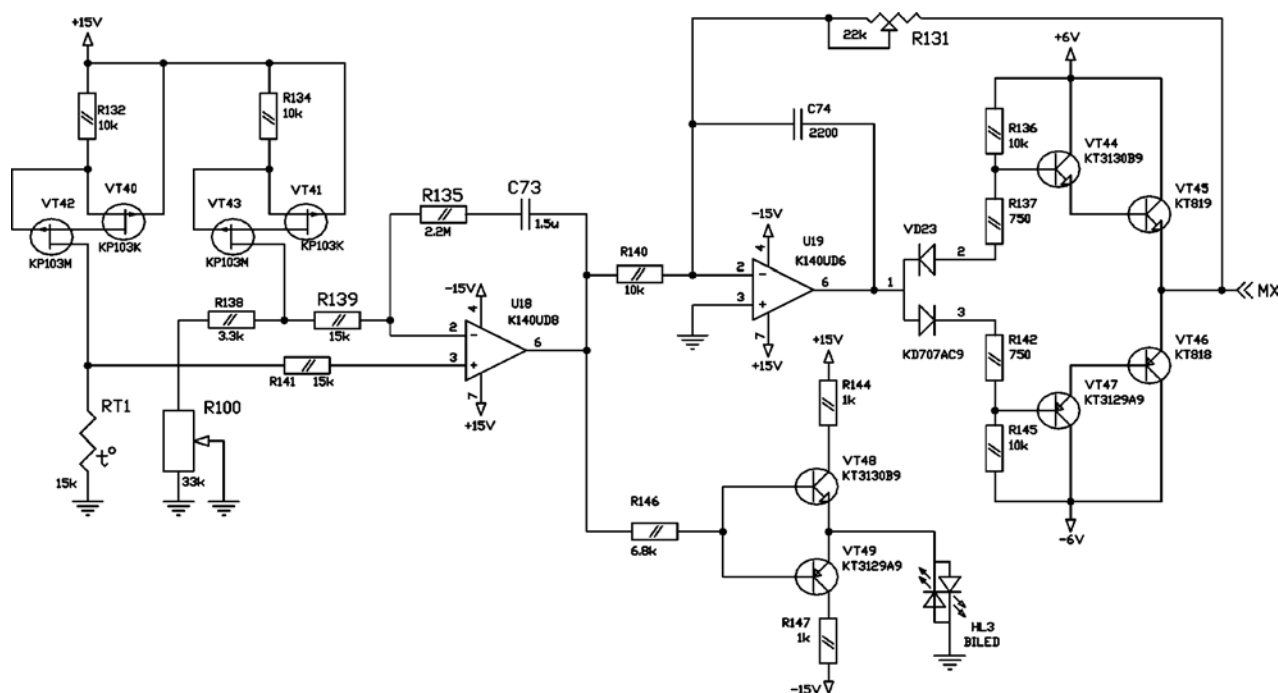 +15V
R132
10k
R134
10k
VT42
VT40
KP103K
KP103M
VT43
VT41
KP103K
KP103M
R135
2.2M
C73
1.5u
R138
3.3k
R139
15k
R141
15k
RT1
t°
15k
R100
33k
-15V
4
U18
K140UD8
2
−
3
+
6
7
+15V
R140
10k
22k
R131
C74
2200
-15V
4
U19
K140UD6
2
−
3
+
6
7
+15V
1
VD23
2
3
KD707AC9
+6V
R136
10k
R137
750
VT44
KT3130B9
VT45
KT819
MX
R142
750
R145
10k
VT46
KT818
VT47
KT3129A9
-6V
+15V
R144
1k
VT48
KT3130B9
R146
6.8k
VT49
KT3129A9
R147
1k
-15V
HL3
BILED